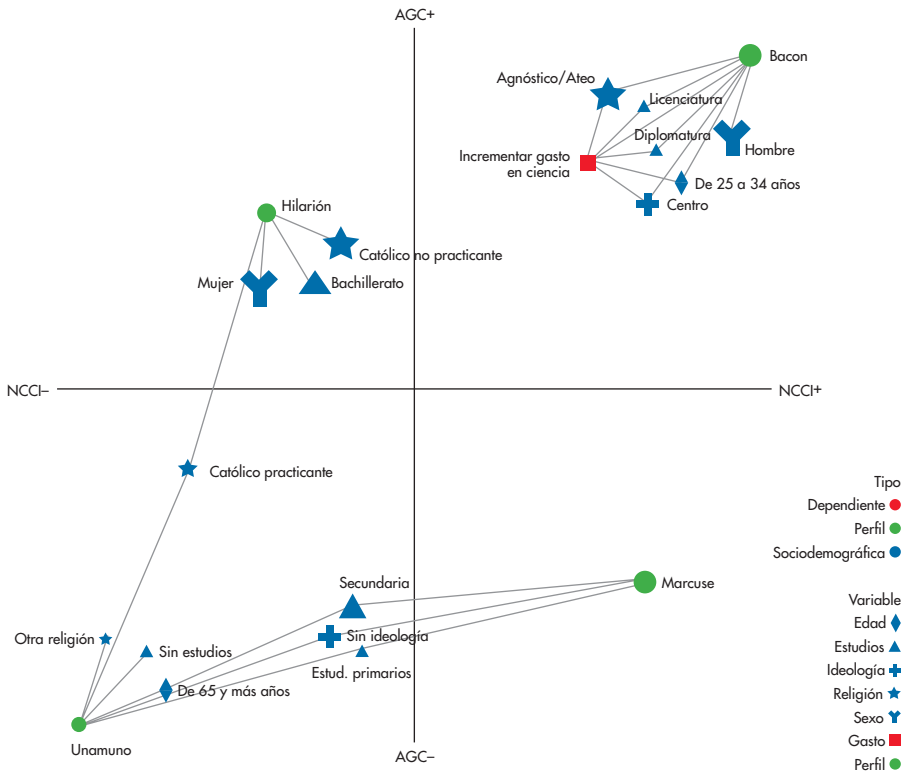 AGC+
Bacon
Agnóstico/Ateo
Licenciatura
Diplomatura
Hombre
Incrementar gasto
en ciencia
De 25 a 34 años
Centro
Hilarión
Católico no practicante
Mujer
Bachillerato
NCCI–
NCCI+
Católico practicante
Tipo
Dependiente
Perfil
Sociodemográfica
Secundaria
Marcuse
Variable
Edad
Otra religión
Sin ideología
Sin estudios
Estudios
Estud. primarios
Ideología
De 65 y más años
Religión
Sexo
Gasto
Unamuno
AGC–
Perfil